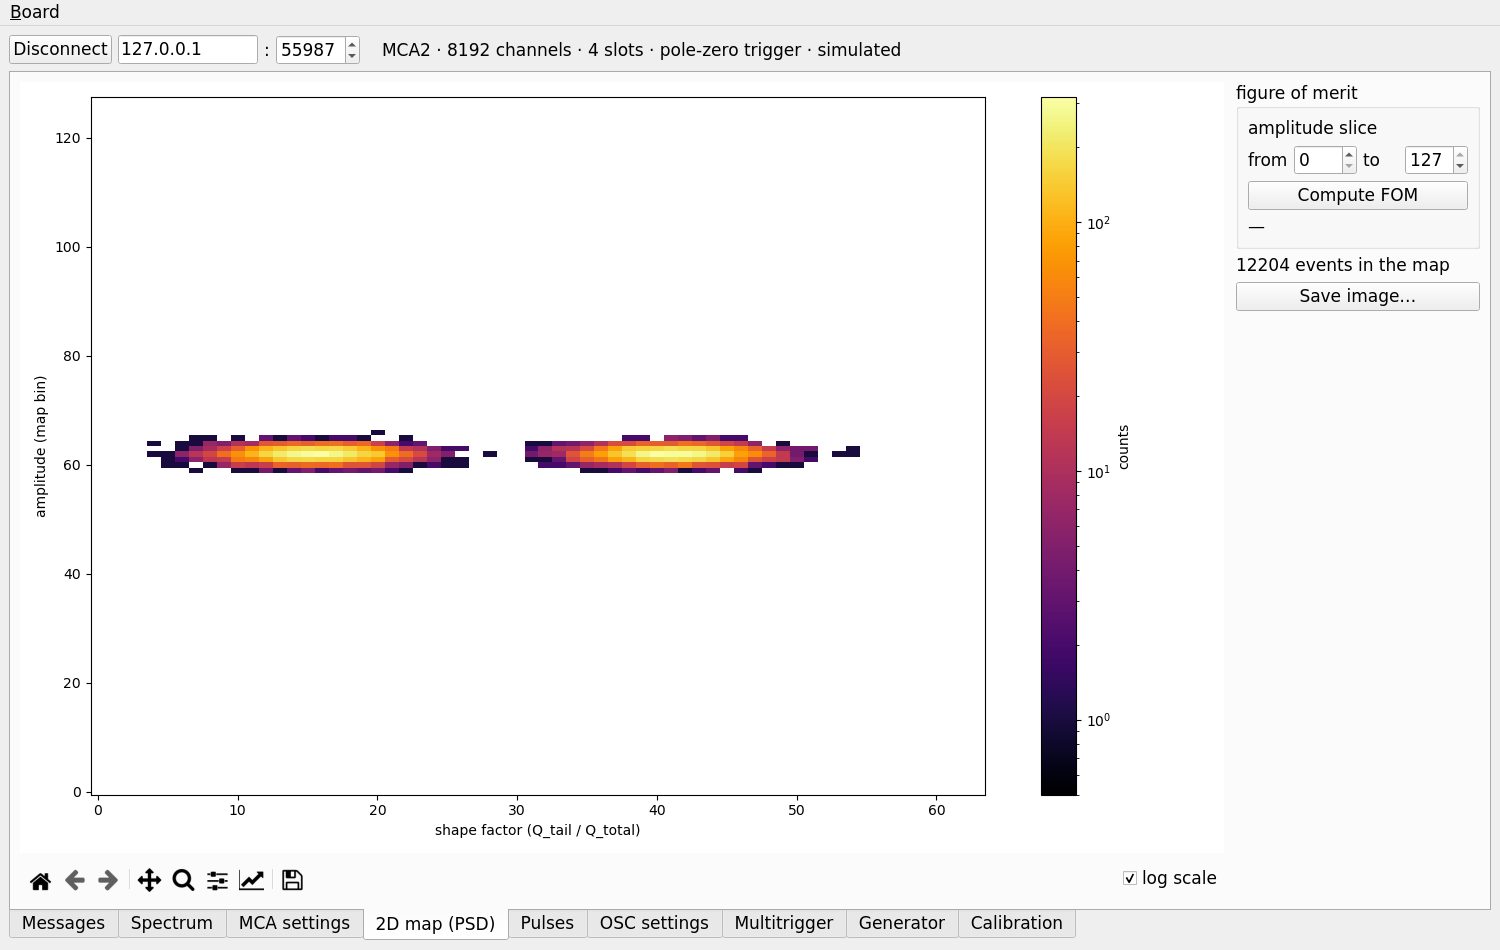 Board
Disconnect 127.0.0.1 : 55987 MCA2 · 8192 channels · 4 slots · pole-zero trigger · simulated
figure of merit
amplitude slice
from 0 to 127
Compute FOM
—
12204 events in the map
Save image...
120
100
80
60
40
20
0
amplitude (map bin)
0 10 20 30 40 50 60
shape factor (Q_tail / Q_total)
10²
10¹
10⁰
counts
log scale
Messages Spectrum MCA settings 2D map (PSD) Pulses OSC settings Multitrigger Generator Calibration